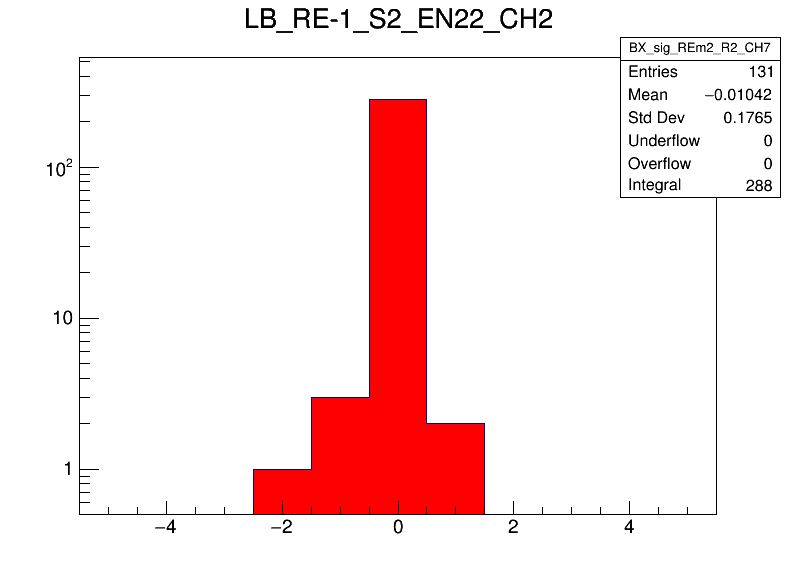 LB_RE-1_S2_EN22_CH2
BX_sig_REm2_R2_CH7
Entries 131
Mean −0.01042
Std Dev 0.1765
Underflow 0
Overflow 0
Integral 288
10²
10
1
−4 −2 0 2 4